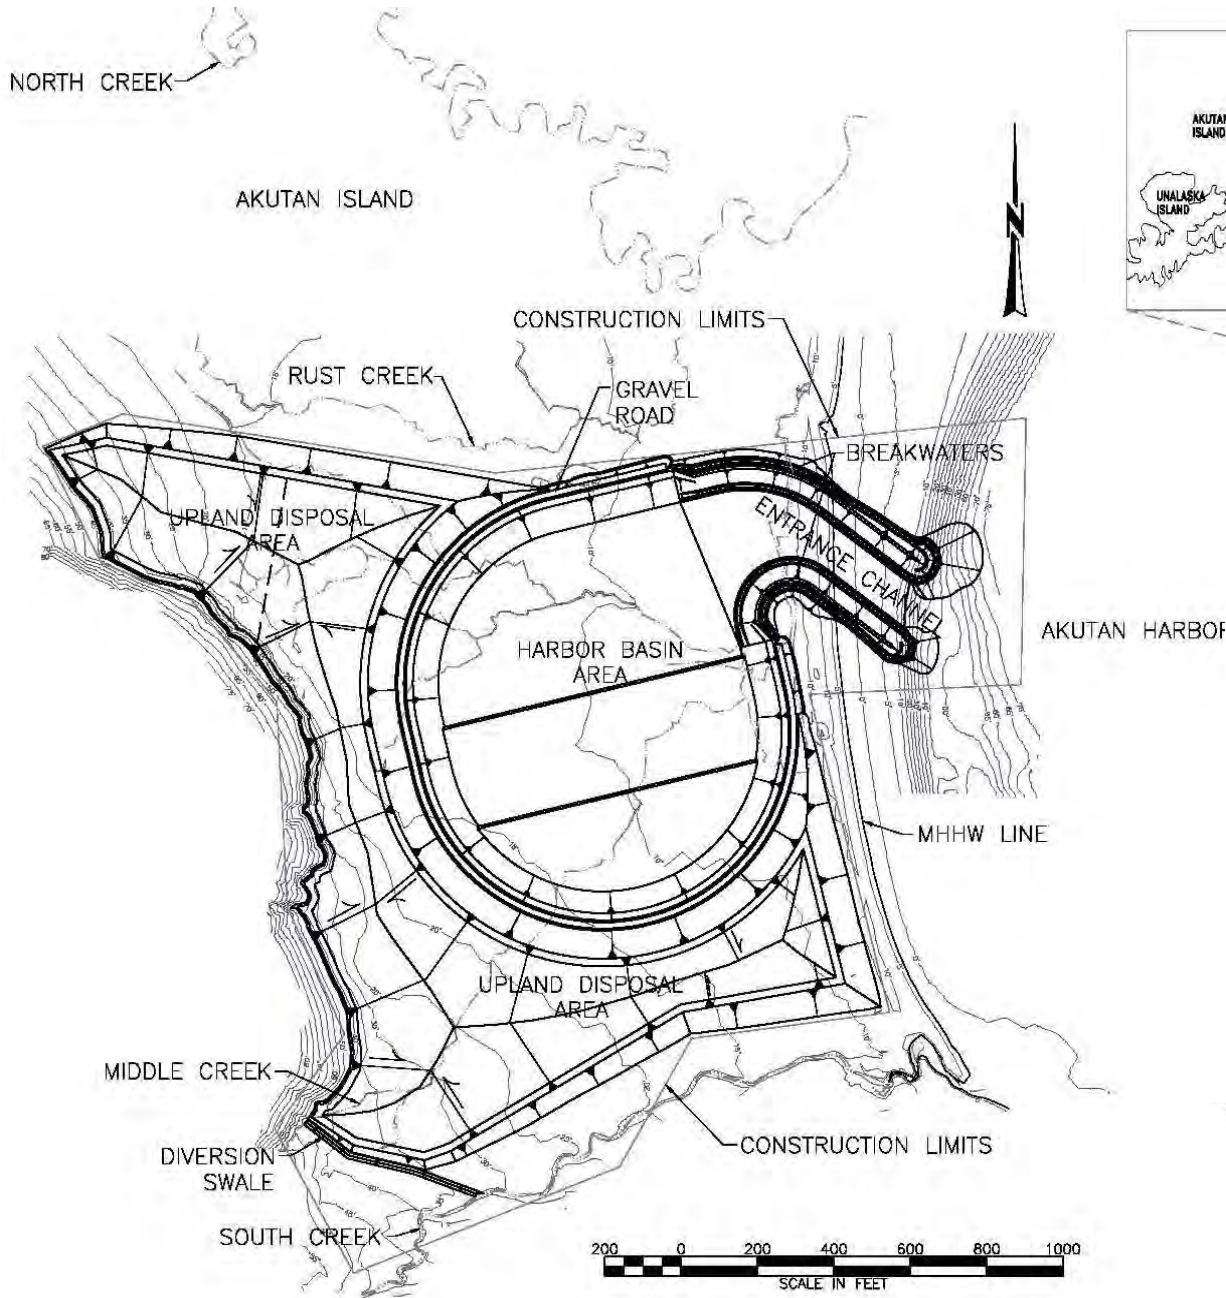 NORTH CREEK
AKUTAN ISLAND
AKUTAN
ISLAND
UNALASKA
ISLAND
N
CONSTRUCTION LIMITS
RUST CREEK
GRAVEL
ROAD
BREAKWATERS
UPLAND DISPOSAL
AREA
ENTRANCE CHANNEL
HARBOR BASIN
AREA
AKUTAN HARBOR
MHHW LINE
UPLAND DISPOSAL
AREA
MIDDLE CREEK
DIVERSION
SWALE
CONSTRUCTION LIMITS
SOUTH CREEK
200 0 200 400 600 800 1000
SCALE IN FEET